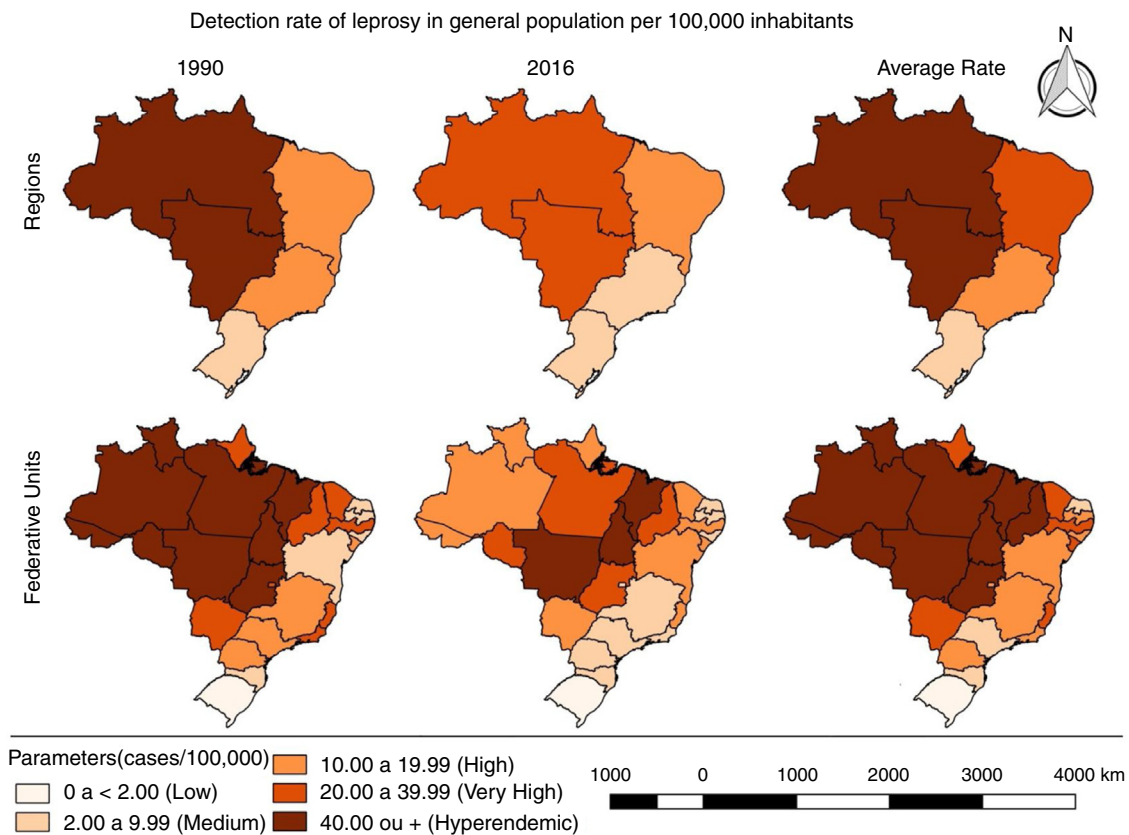 Detection rate of leprosy in general population per 100,000 inhabitants
N
1990
2016
Average Rate
Regions
Federative Units
Parameters(cases/100,000)
0 a < 2.00 (Low)
2.00 a 9.99 (Medium)
10.00 a 19.99 (High)
20.00 a 39.99 (Very High)
40.00 ou + (Hyperendemic)
1000 0 1000 2000 3000 4000 km